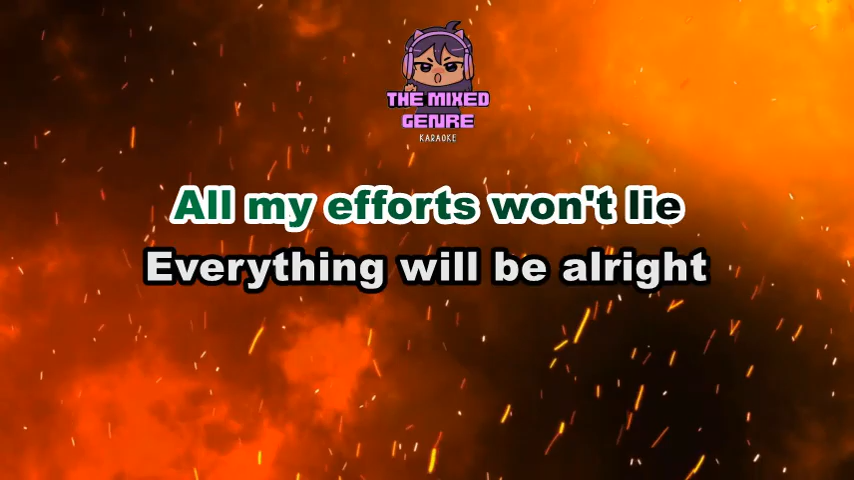 THE MIXED
GENRE
KARAOKE
All my efforts won't lie
Everything will be alright